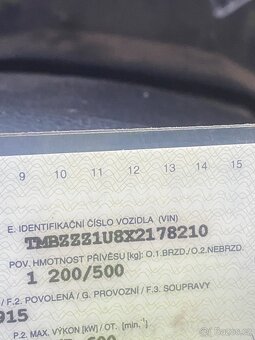 9 10 11 12 13 14 15
E. IDENTIFIKAČNÍ ČÍSLO VOZIDLA (VIN)
TMBZZZ1U8X2178210
POV. HMOTNOST PŘÍVĚSU [kg]: O.1.BRZD./O.2.NEBRZD.
1 200/500
/F.2. POVOLENÁ / G. PROVOZNÍ / F.3. SOUPRAVY
915
P.2. MAX. VÝKON [kW] / OT. [min.⁻¹]